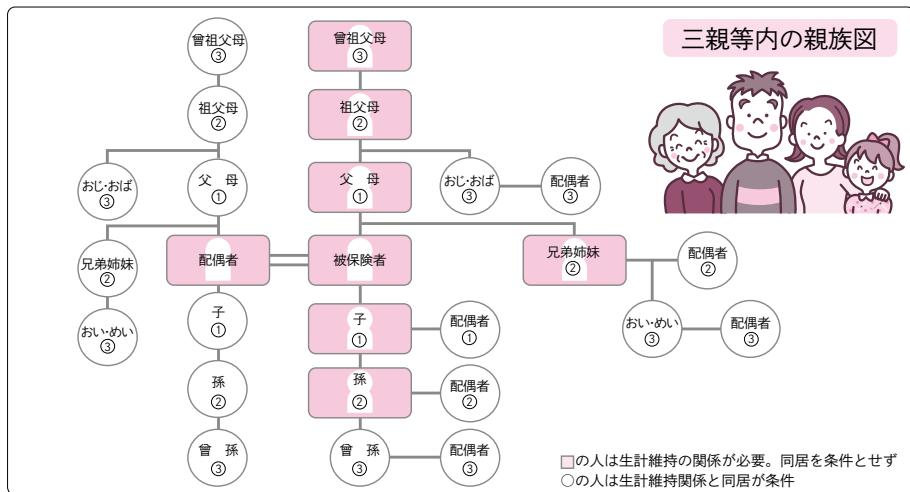 三親等内の親族図
曾祖父母
③
曾祖父母
③
祖父母
②
祖父母
②
おじ・おば
③
父　母
①
父　母
①
おじ・おば
③
配偶者
③
兄弟姉妹
②
配偶者
被保険者
兄弟姉妹
②
配偶者
②
おい・めい
③
子
①
子
①
配偶者
①
おい・めい
③
配偶者
③
孫
②
孫
②
配偶者
②
曾　孫
③
曾　孫
③
配偶者
③
□の人は生計維持の関係が必要。同居を条件とせず
○の人は生計維持関係と同居が条件